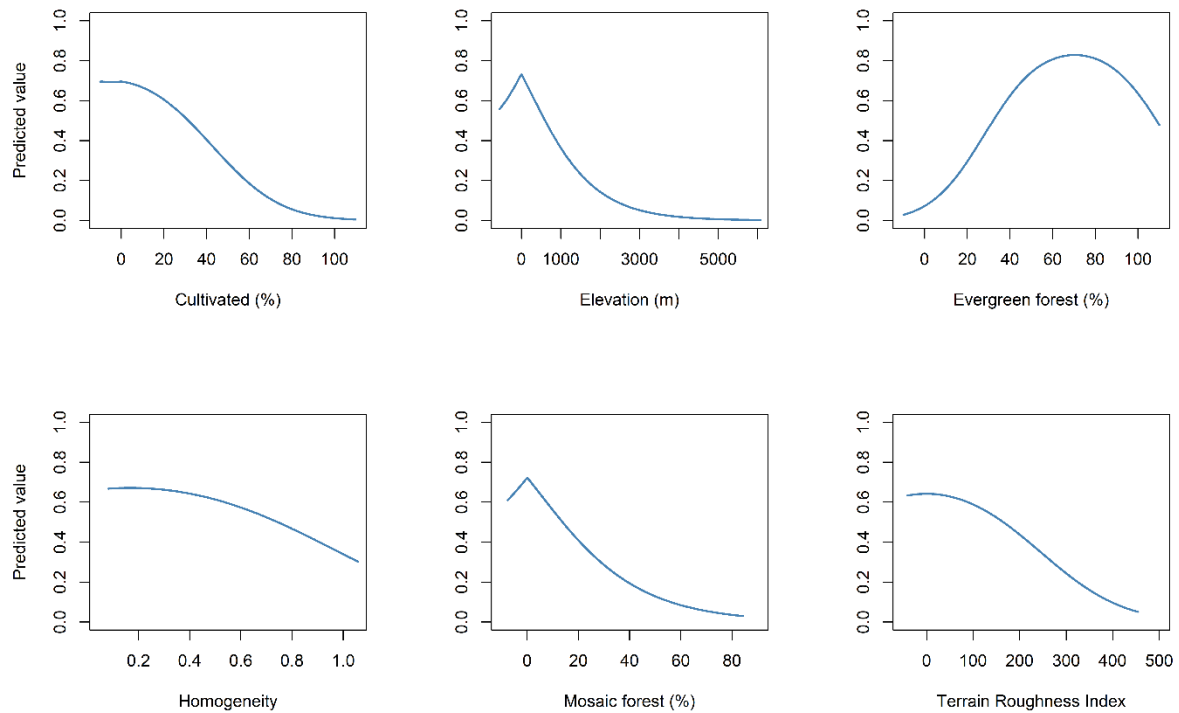 Predicted value
0.0 0.2 0.4 0.6 0.8 1.0
0 20 40 60 80 100
Cultivated (%)
0.0 0.2 0.4 0.6 0.8 1.0
0 1000 3000 5000
Elevation (m)
0.0 0.2 0.4 0.6 0.8 1.0
0 20 40 60 80 100
Evergreen forest (%)
Predicted value
0.0 0.2 0.4 0.6 0.8 1.0
0.2 0.4 0.6 0.8 1.0
Homogeneity
0.0 0.2 0.4 0.6 0.8 1.0
0 20 40 60 80
Mosaic forest (%)
0.0 0.2 0.4 0.6 0.8 1.0
0 100 200 300 400 500
Terrain Roughness Index